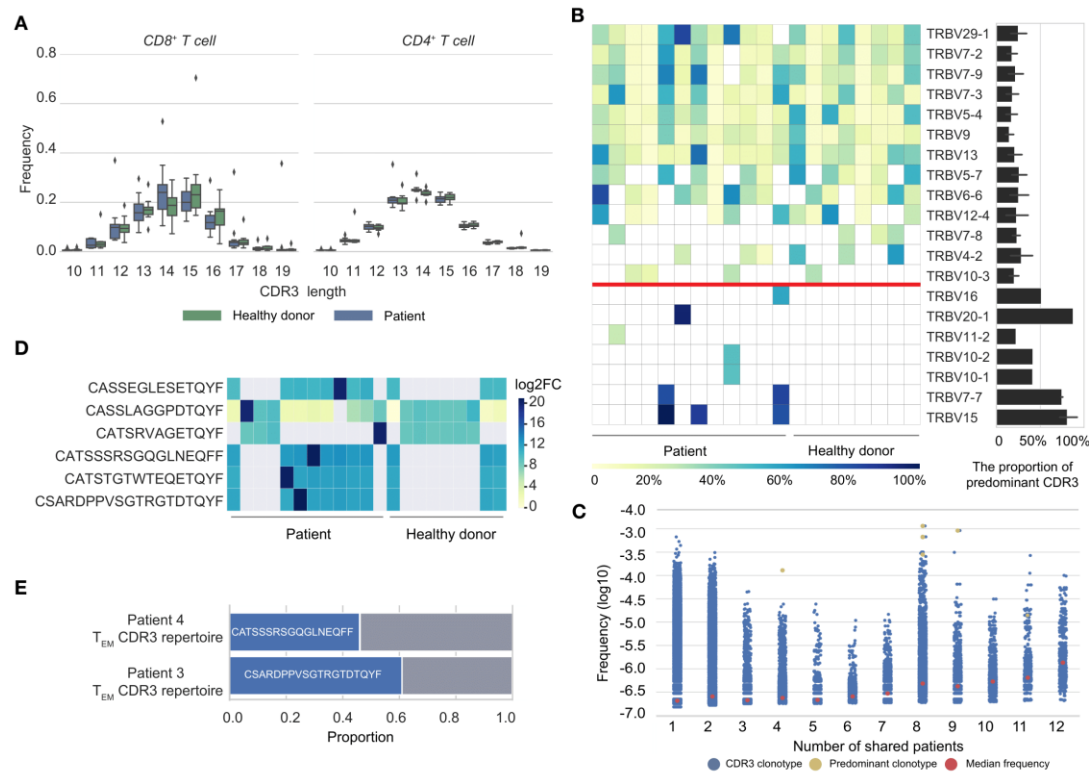 A
CD8⁺ T cell
CD4⁺ T cell
Frequency
0.8
0.6
0.4
0.2
0.0
10 11 12 13 14 15 16 17 18 19
10 11 12 13 14 15 16 17 18 19
CDR3 length
Healthy donor
Patient
B
TRBV29-1
TRBV7-2
TRBV7-9
TRBV7-3
TRBV5-4
TRBV9
TRBV13
TRBV5-7
TRBV6-6
TRBV12-4
TRBV7-8
TRBV4-2
TRBV10-3
TRBV16
TRBV20-1
TRBV11-2
TRBV10-2
TRBV10-1
TRBV7-7
TRBV15
Patient
Healthy donor
0 20% 40% 60% 80% 100%
0 50% 100%
The proportion of
predominant CDR3
C
Frequency (log10)
-4.0
-3.0
-3.5
-4.0
-4.5
-5.0
-5.5
-6.0
-6.5
-7.0
1 2 3 4 5 6 7 8 9 10 11 12
Number of shared patients
CDR3 clonotype
Predominant clonotype
Median frequency
D
CASSEGLESETQYF
CASSLAGGPDTQYF
CATSRVAGETQYF
CATSSSRSGQGLNEQFF
CATSTGTWTEQETQYF
CSARDPPVSGTRGTDTQYF
log2FC
20
16
12
8
4
0
Patient
Healthy donor
E
Patient 4
TEM CDR3 repertoire
CATSSSRSGQGLNEQFF
Patient 3
TEM CDR3 repertoire
CSARDPPVSGTRGTDTQYF
0.0 0.2 0.4 0.6 0.8 1.0
Proportion